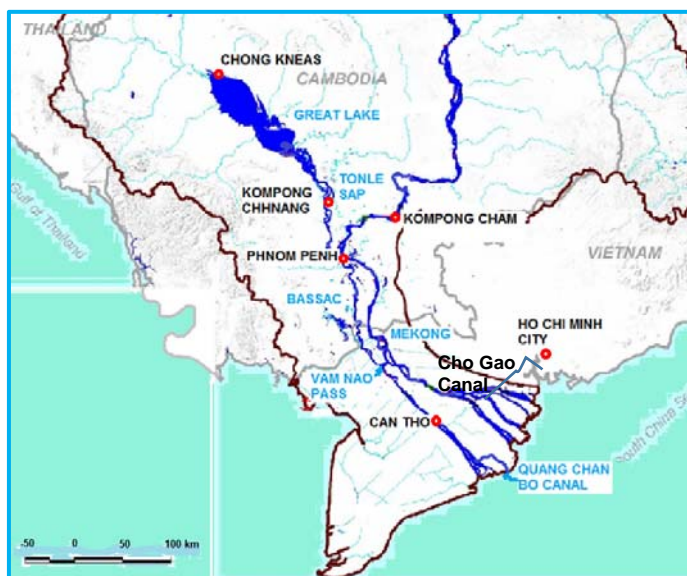 THAILAND
CHONG KNEAS
CAMBODIA
GREAT LAKE
TONLE
SAP
KOMPONG
CHHNANG
KOMPONG CHAM
Gulf of Thailand
VIETNAM
PHNOM PENH
BASSAC
MEKONG
HO CHI MINH
CITY
Cho Gao
Canal
VAM NAO
PASS
CAN THO
South China Se
QUANG CHAN
BO CANAL
-50 0 50 100 km